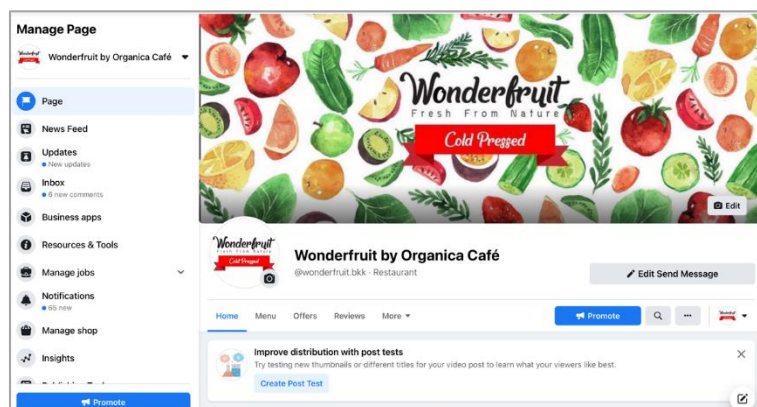 Manage Page
Wonderfruit by Organica Café
Page
News Feed
Updates
New updates
Inbox
6 new comments
Business apps
Resources & Tools
Manage jobs
Notifications
65 new
Manage shop
Insights
Promote
Wonderfruit
Fresh From Nature
Cold Pressed
Edit
Wonderfruit
Fresh From Nature
Cold Pressed
Wonderfruit by Organica Café
@wonderfruit.bkk · Restaurant
Edit Send Message
Home Menu Offers Reviews More
Promote
Improve distribution with post tests
Try testing new thumbnails or different titles for your video post to learn what your viewers like best.
Create Post Test